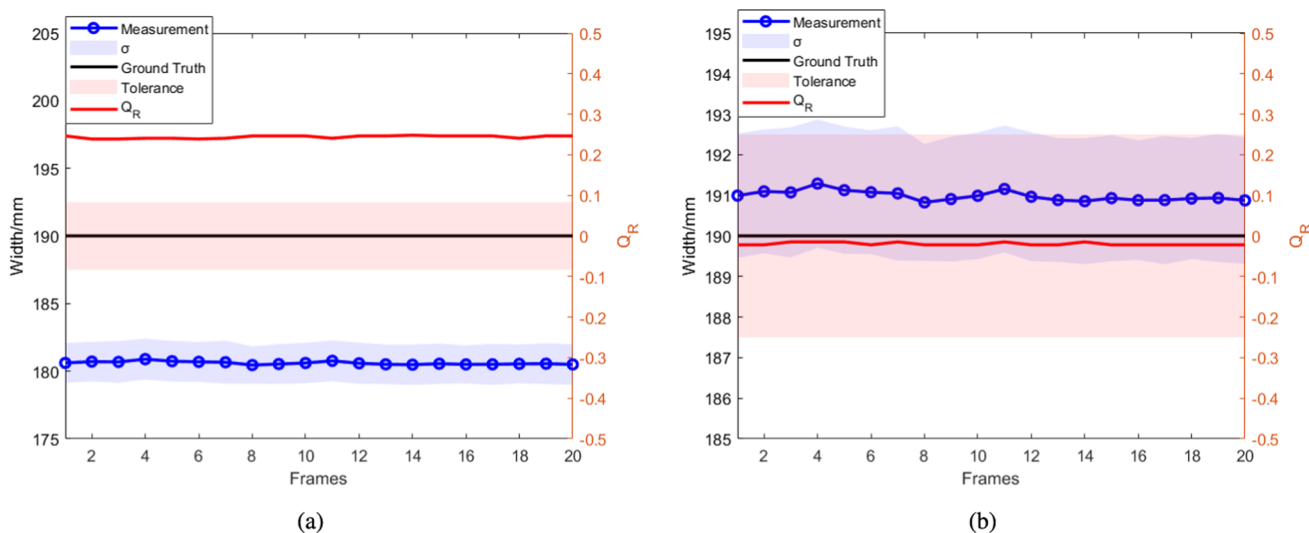 Measurement
σ
Ground Truth
Tolerance
Q_R
205
200
195
190
185
180
175
Width/mm
0.5
0.4
0.3
0.2
0.1
0
-0.1
-0.2
-0.3
-0.4
-0.5
Q_R
2 4 6 8 10 12 14 16 18 20
Frames
(a)
Measurement
σ
Ground Truth
Tolerance
Q_R
195
194
193
192
191
190
189
188
187
186
185
Width/mm
0.5
0.4
0.3
0.2
0.1
0
-0.1
-0.2
-0.3
-0.4
-0.5
Q_R
2 4 6 8 10 12 14 16 18 20
Frames
(b)